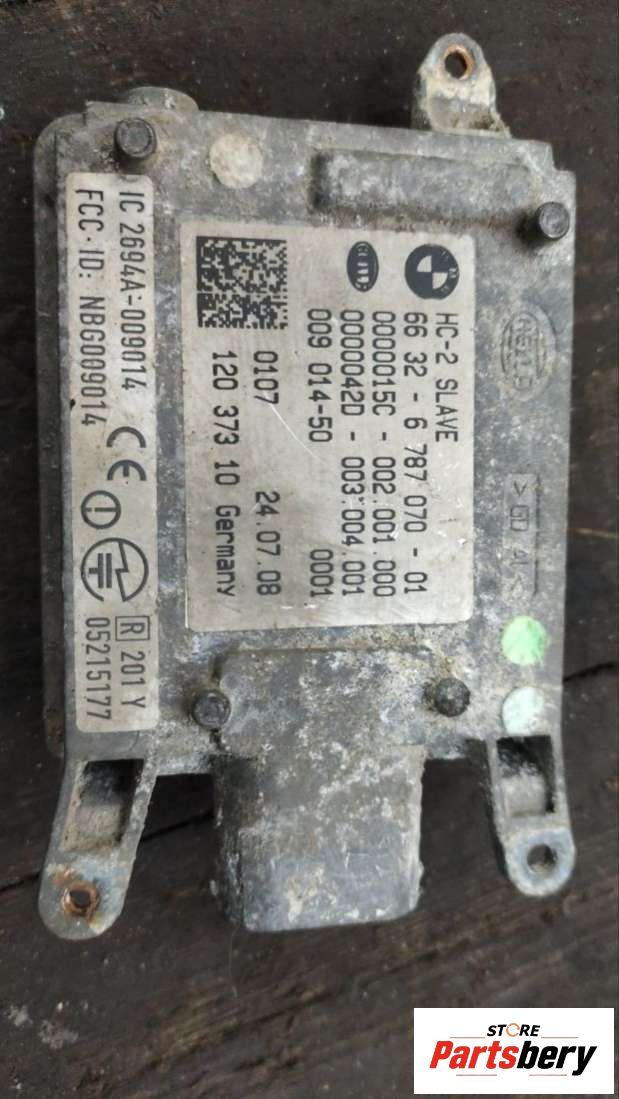 HC-2 SLAVE
66 32 - 6 787 070 - 01
0000015C - 002.001.000
0000042D - 003.004.001
009 014-50 0001
0107 24.07.08
120 373 10 Germany
IC 2694A-009014
FCC-ID: NBG009014
CE
R 201 Y
05215177
HELLA
STORE
Partsbery